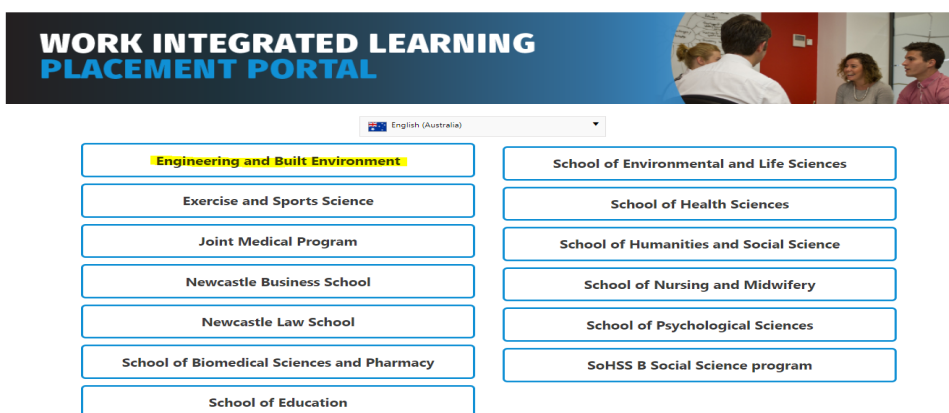 WORK INTEGRATED LEARNING
PLACEMENT PORTAL
English (Australia)
Engineering and Built Environment
Exercise and Sports Science
Joint Medical Program
Newcastle Business School
Newcastle Law School
School of Biomedical Sciences and Pharmacy
School of Education
School of Environmental and Life Sciences
School of Health Sciences
School of Humanities and Social Science
School of Nursing and Midwifery
School of Psychological Sciences
SoHSS B Social Science program